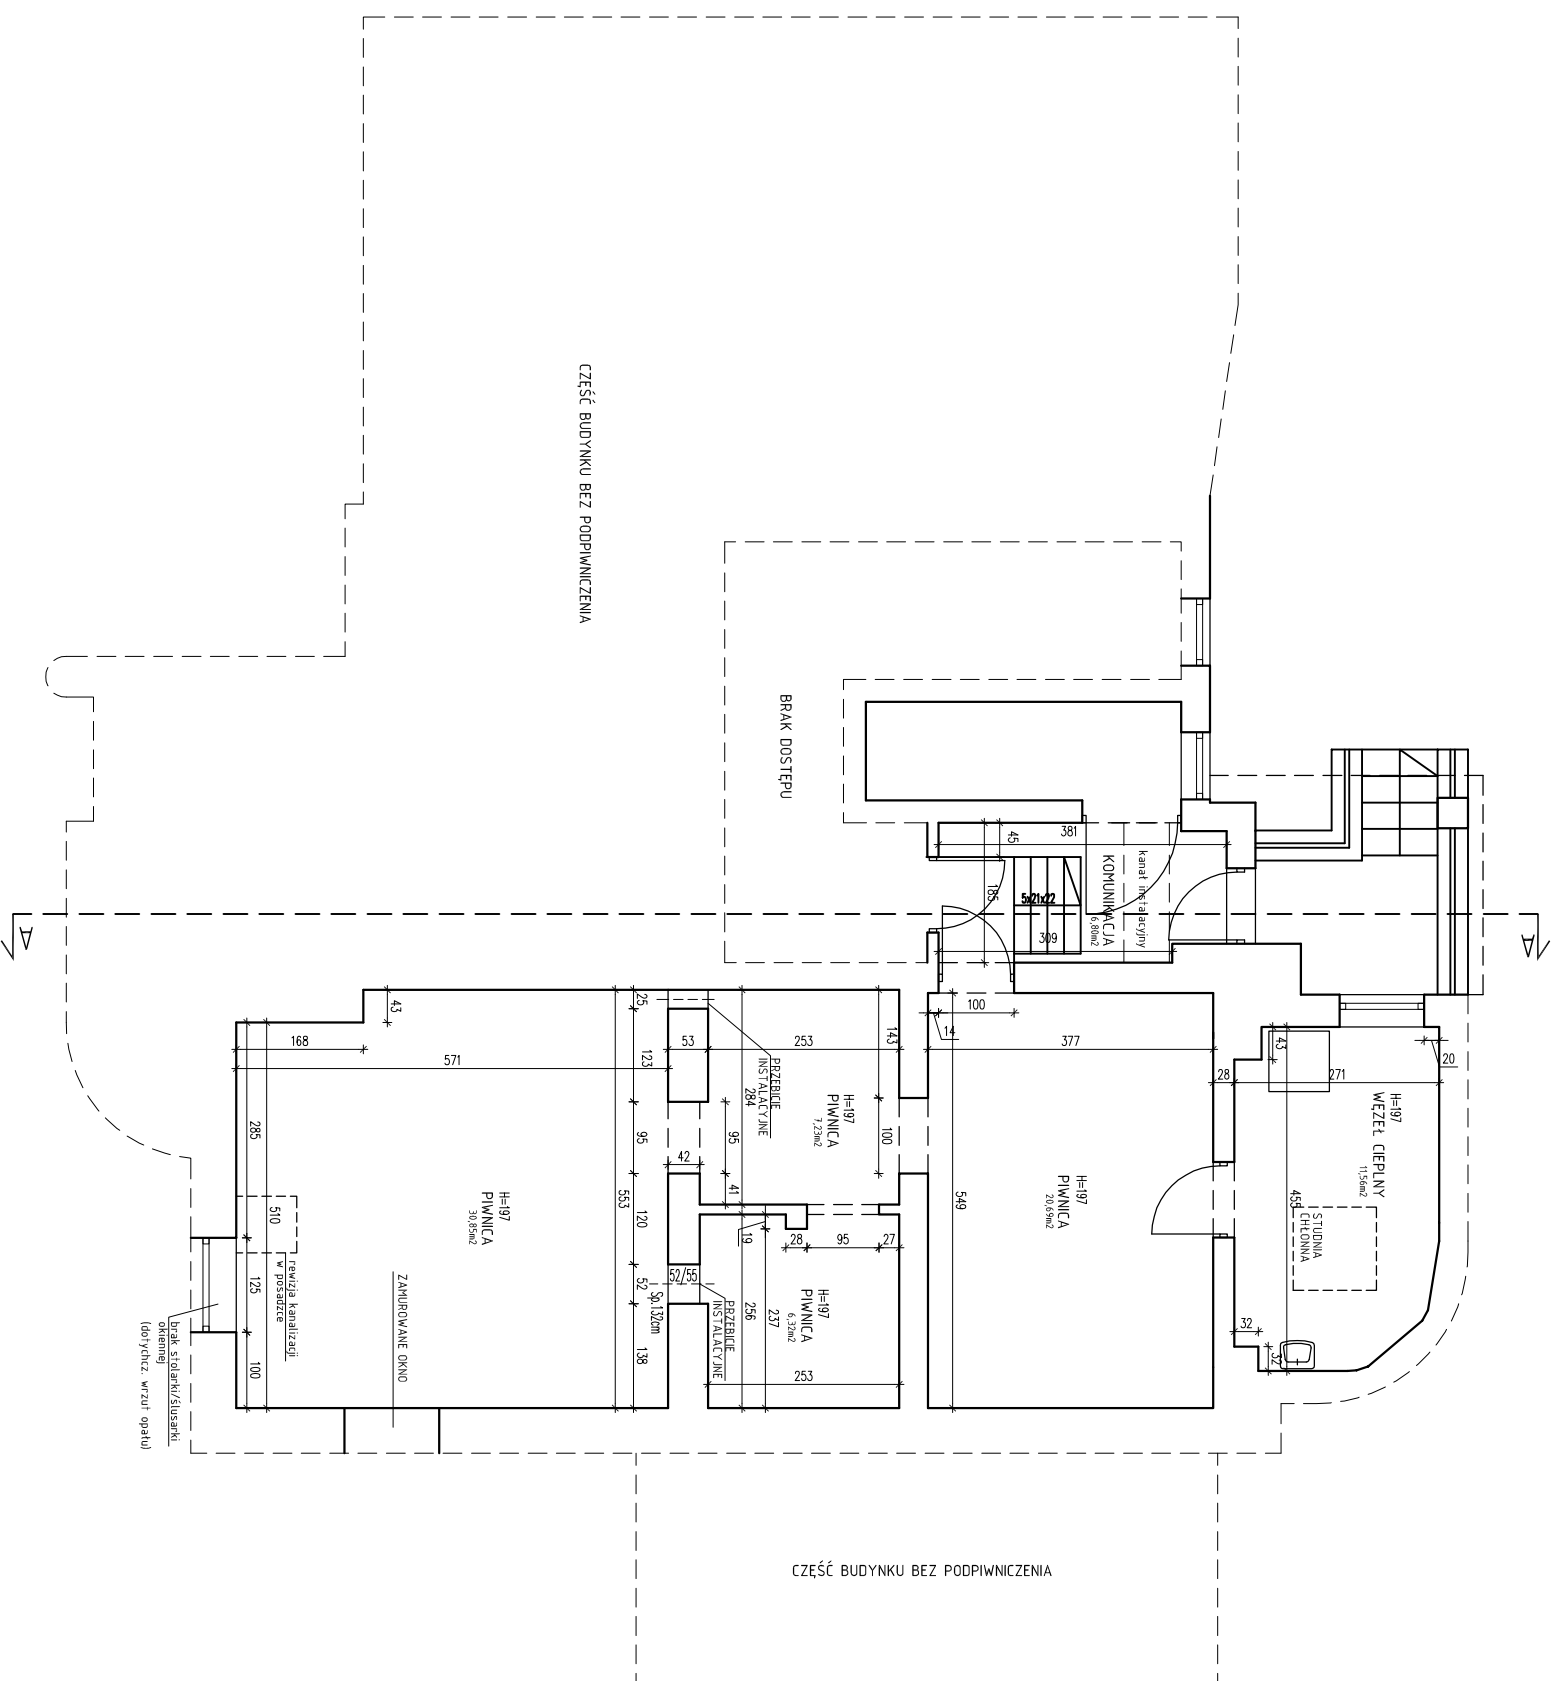 CZĘŚĆ BUDYNKU BEZ PODPIWNICZENIA
BRAK DOSTĘPU
381
45
185
5x21x22
KOMUNIKACJA
6,80m2
kanał instalacyjny
309
A
A
100
14
377
28
271
43
20
H=197
WĘZEŁ CIEPLNY
11,56m2
455
STUDNIA
CHŁONNA
32
32
H=197
PIWNICA
20,69m2
549
143
100
253
53
25
123
43
168
571
PRZEBICIE
INSTALACYJNE
284
H=197
PIWNICA
7,23m2
95
95
42
41
285
553
120
510
H=197
PIWNICA
30,85m2
19
28
95
27
52/55
52
Sp.132cm
PRZEBICIE
INSTALACYJNE
256
237
H=197
PIWNICA
6,32m2
138
253
125
100
rewizja kanalizacji
w posadzce
ZAMUROWANE OKNO
brak stolarki/ślusarki
okiennej
(dotychcz. wrzut opału)
CZĘŚĆ BUDYNKU BEZ PODPIWNICZENIA